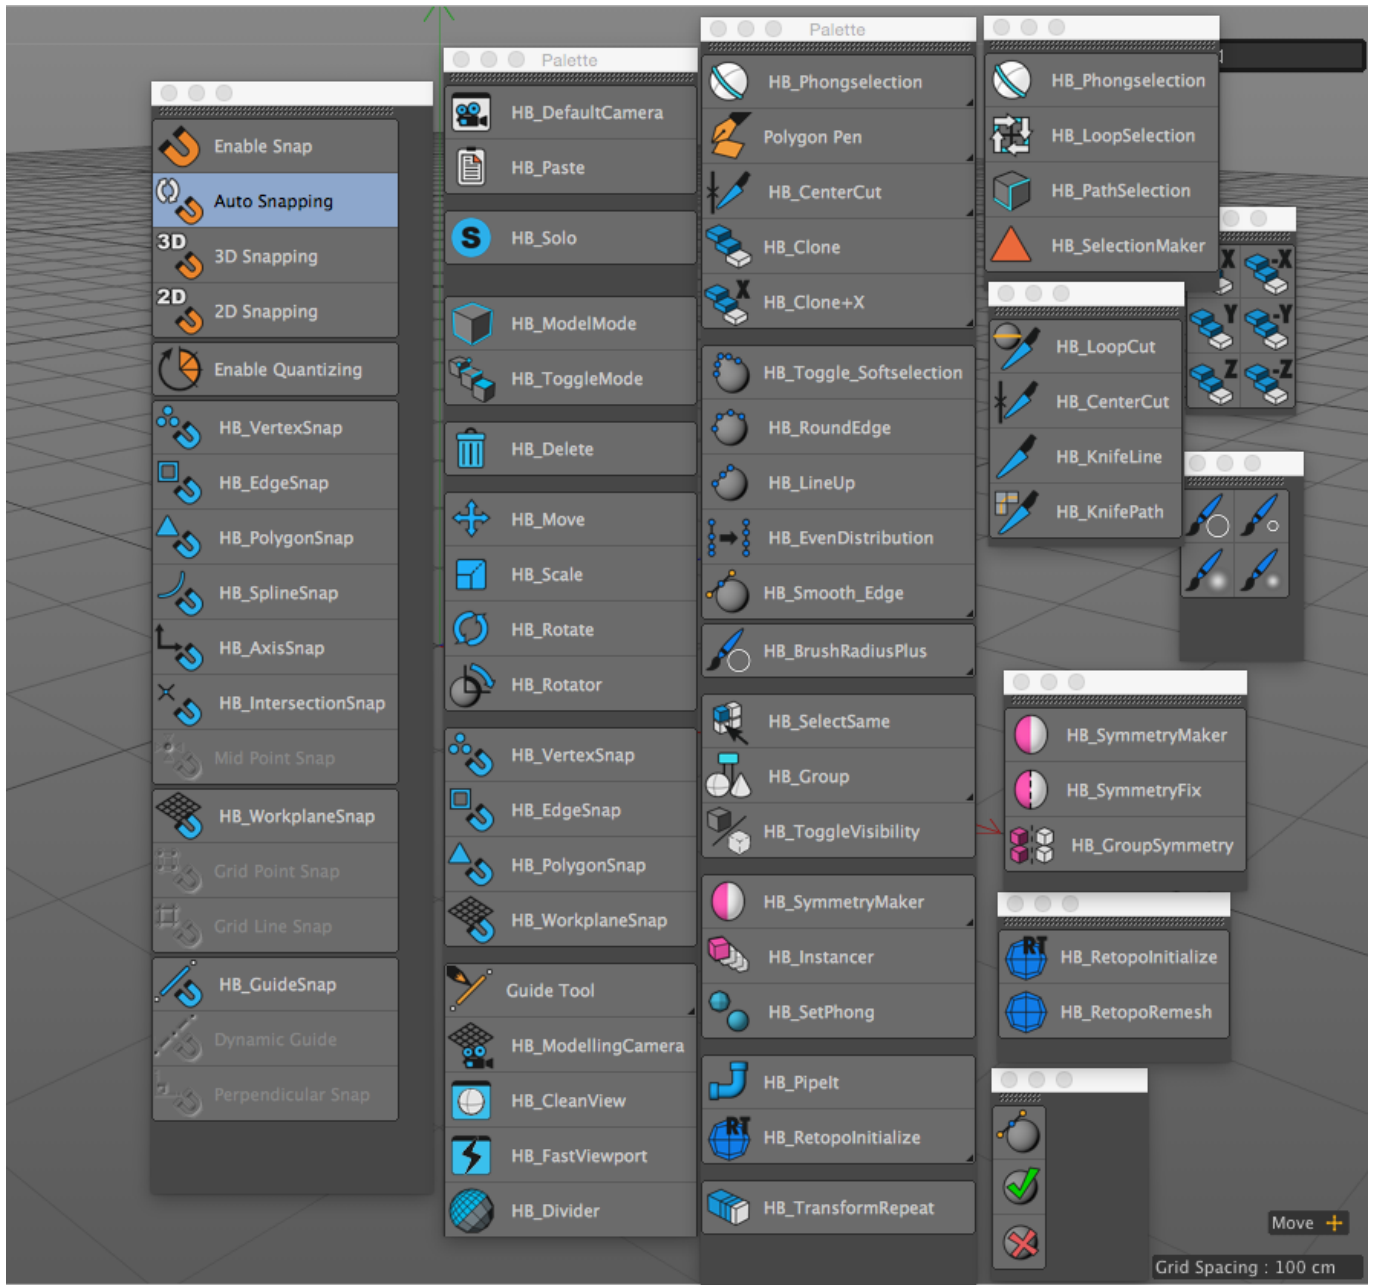 Enable Snap
Auto Snapping
3D
3D Snapping
2D
2D Snapping
Enable Quantizing
HB_VertexSnap
HB_EdgeSnap
HB_PolygonSnap
HB_SplineSnap
HB_AxisSnap
HB_IntersectionSnap
Mid Point Snap
HB_WorkplaneSnap
Grid Point Snap
Grid Line Snap
HB_GuideSnap
Dynamic Guide
Perpendicular Snap
Palette
HB_DefaultCamera
HB_Paste
S
HB_Solo
HB_ModelMode
HB_ToggleMode
HB_Delete
HB_Move
HB_Scale
HB_Rotate
HB_Rotator
HB_VertexSnap
HB_EdgeSnap
HB_PolygonSnap
HB_WorkplaneSnap
Guide Tool
HB_ModellingCamera
HB_CleanView
HB_FastViewport
HB_Divider
Palette
HB_Phongselection
Polygon Pen
HB_CenterCut
HB_Clone
X
HB_Clone+X
HB_Toggle_Softselection
HB_RoundEdge
HB_LineUp
HB_EvenDistribution
HB_Smooth_Edge
HB_BrushRadiusPlus
HB_SelectSame
HB_Group
HB_ToggleVisibility
HB_SymmetryMaker
HB_Instancer
HB_SetPhong
HB_PipeIt
RT
HB_RetopoInitialize
HB_TransformRepeat
HB_Phongselection
HB_LoopSelection
HB_PathSelection
HB_SelectionMaker
X -X
Y -Y
Z -Z
HB_LoopCut
HB_CenterCut
HB_KnifeLine
HB_KnifePath
HB_SymmetryMaker
HB_SymmetryFix
HB_GroupSymmetry
RT
HB_RetopoInitialize
HB_RetopoRemesh
Move
Grid Spacing : 100 cm